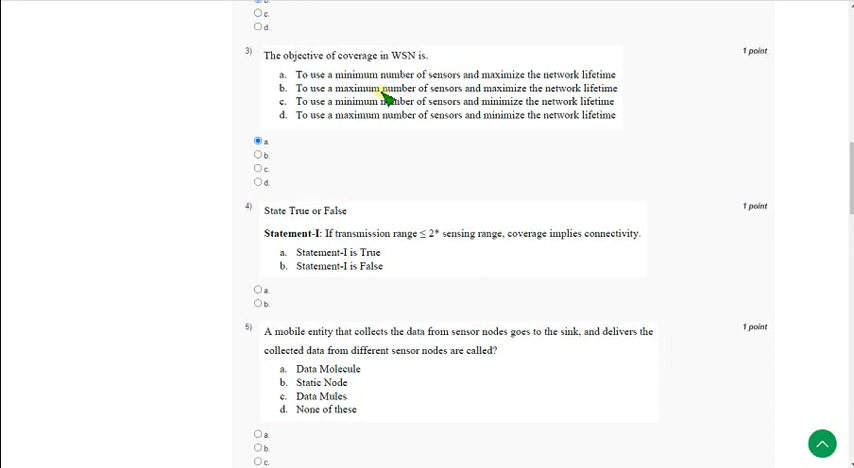 b.
c.
d.
3) The objective of coverage in WSN is. 1 point
a. To use a minimum number of sensors and maximize the network lifetime
b. To use a maximum number of sensors and maximize the network lifetime
c. To use a minimum number of sensors and minimize the network lifetime
d. To use a maximum number of sensors and minimize the network lifetime
a.
b.
c.
d.
4) State True or False 1 point
Statement-I: If transmission range ≤ 2* sensing range, coverage implies connectivity.
a. Statement-I is True
b. Statement-I is False
a.
b.
5) A mobile entity that collects the data from sensor nodes goes to the sink, and delivers the 1 point
collected data from different sensor nodes are called?
a. Data Molecule
b. Static Node
c. Data Mules
d. None of these
a.
b.
c.